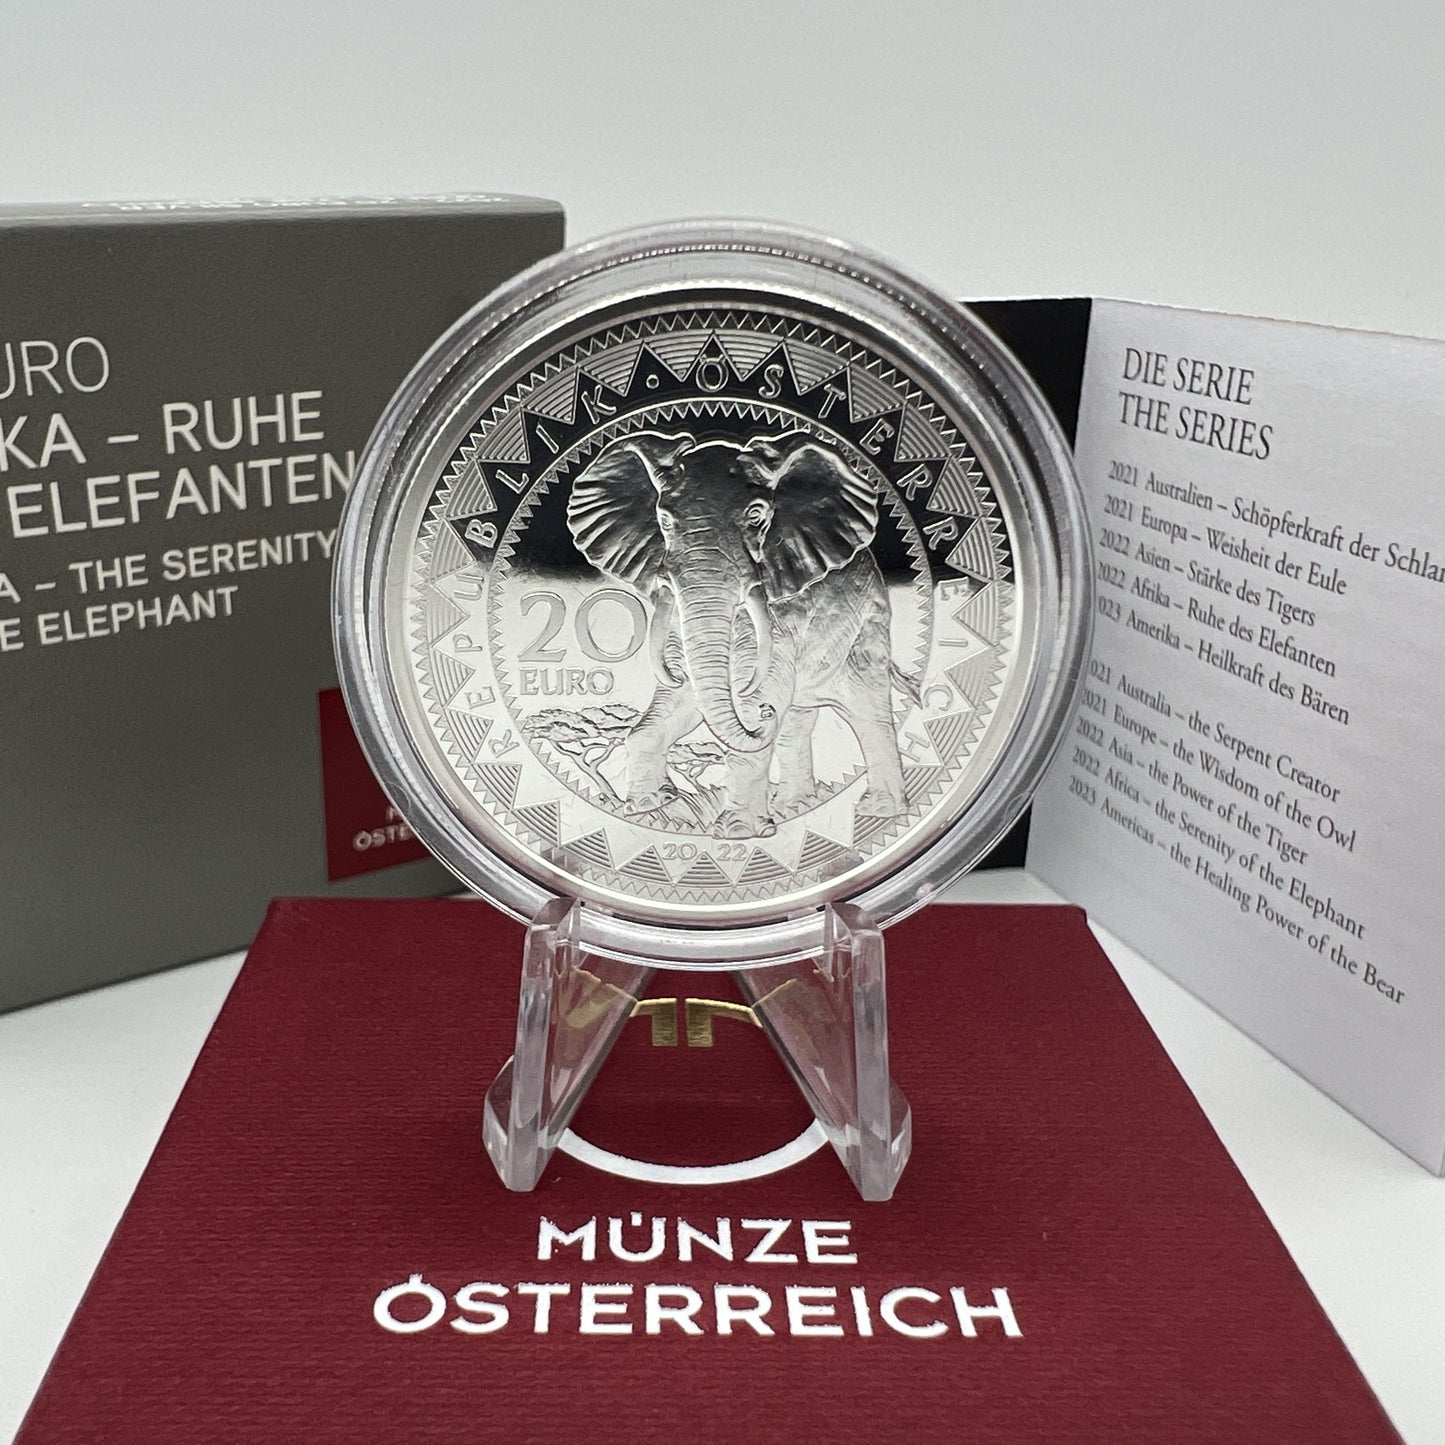 URO
KA – RUHE
ELEFANTEN
A – THE SERENITY
E ELEPHANT
ÖSTER
REPUBLIK · ÖSTERREICH
20
EURO
2022
DIE SERIE
THE SERIES
2021 Australien – Schöpferkraft der Schlan
2021 Europa – Weisheit der Eule
2022 Asien – Stärke des Tigers
2022 Afrika – Ruhe des Elefanten
023 Amerika – Heilkraft des Bären
021 Australia – the Serpent Creator
2021 Europe – the Wisdom of the Owl
2022 Asia – the Power of the Tiger
2022 Africa – the Serenity of the Elephant
2023 Americas – the Healing Power of the Bear
MÜNZE
ÖSTERREICH